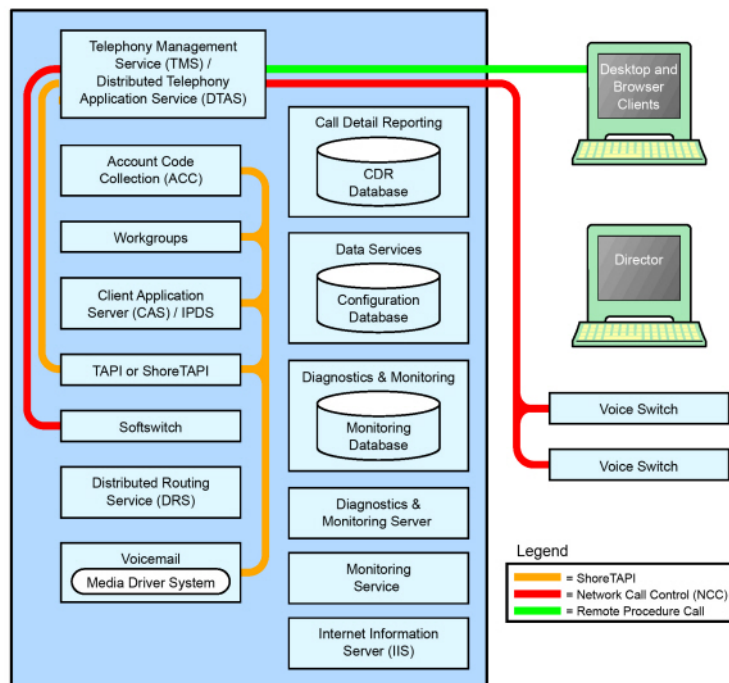 Telephony Management
Service (TMS) /
Distributed Telephony
Application Service (DTAS)
Account Code
Collection (ACC)
Workgroups
Client Application
Server (CAS) / IPDS
TAPI or ShoreTAPI
Softswitch
Distributed Routing
Service (DRS)
Voicemail
Media Driver System
Call Detail Reporting
CDR
Database
Data Services
Configuration
Database
Diagnostics & Monitoring
Monitoring
Database
Diagnostics &
Monitoring Server
Monitoring
Service
Internet Information
Server (IIS)
Desktop and
Browser
Clients
Director
Voice Switch
Voice Switch
Legend
= ShoreTAPI
= Network Call Control (NCC)
= Remote Procedure Call